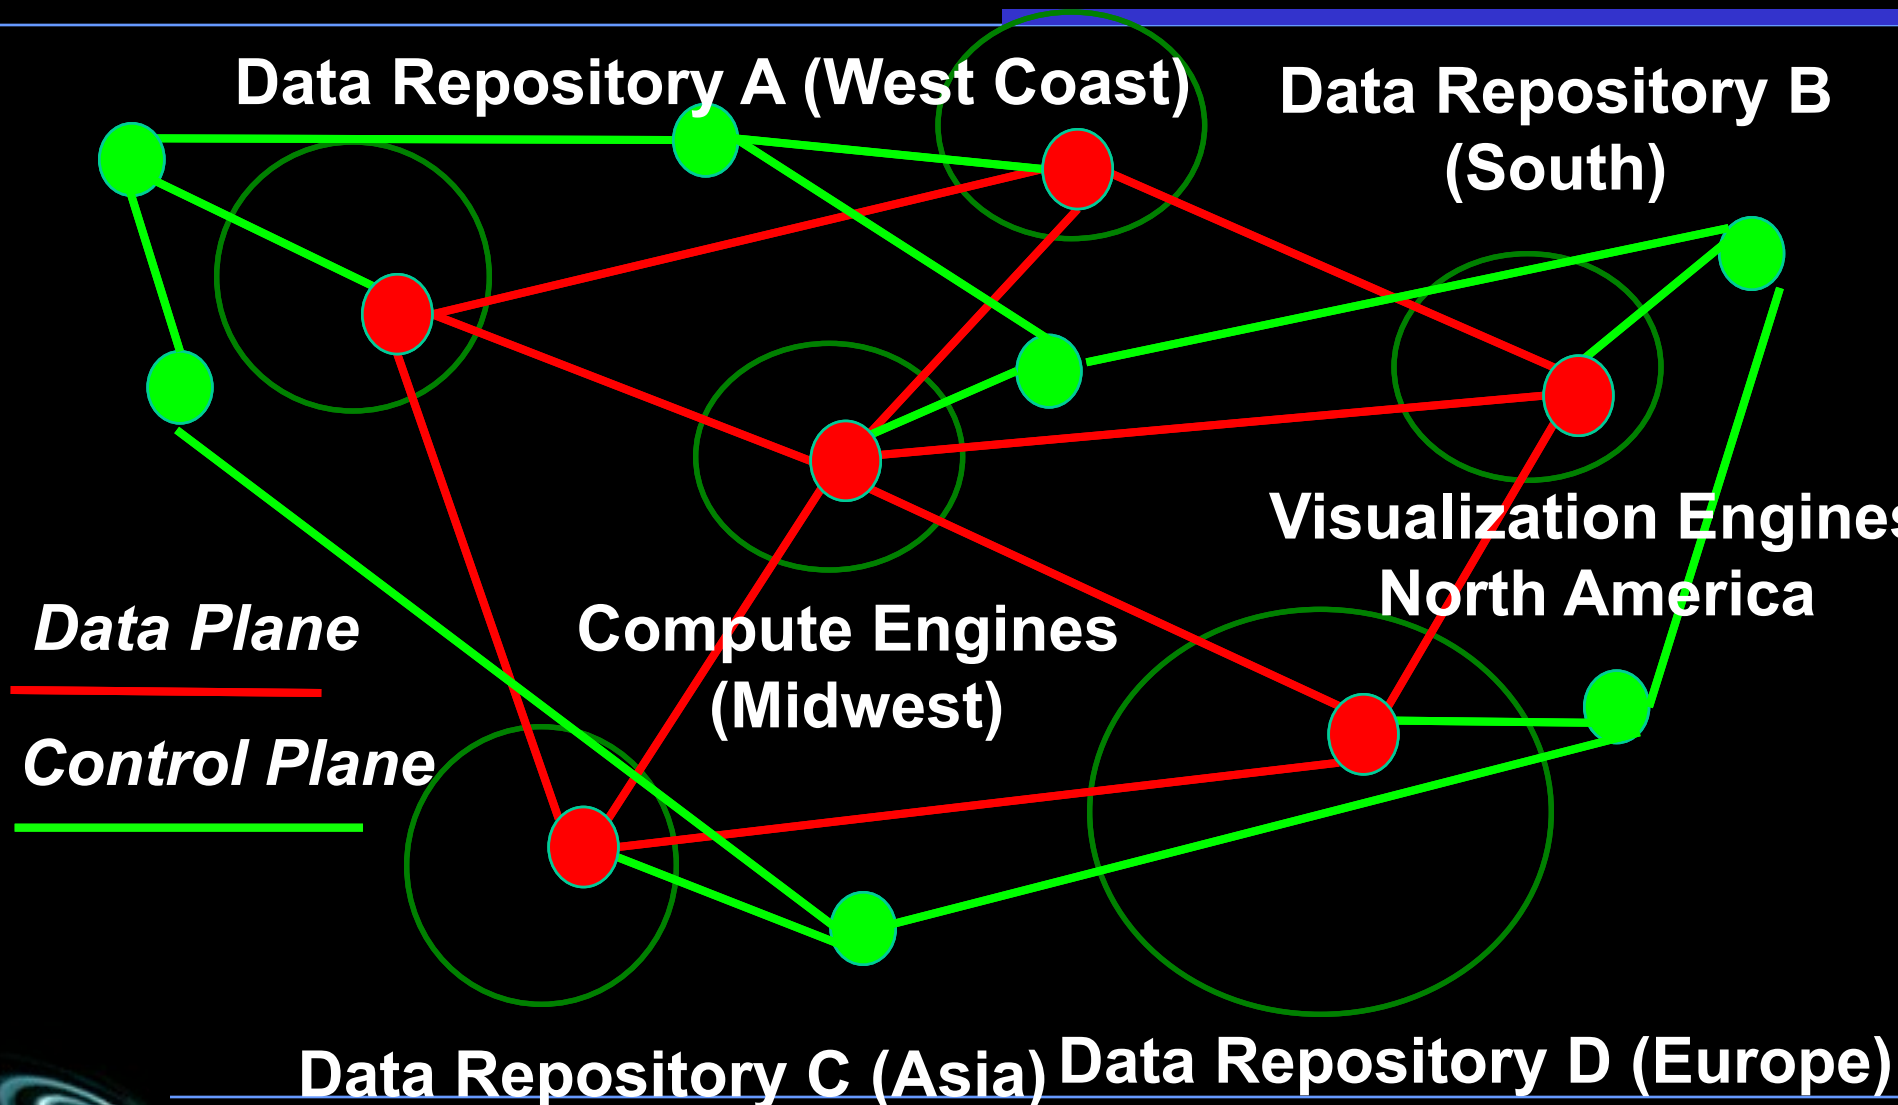 Data Repository A (West Coast)
Data Repository B
(South)
Visualization Engines
North America
Data Plane
Compute Engines
(Midwest)
Control Plane
Data Repository C (Asia)
Data Repository D (Europe)